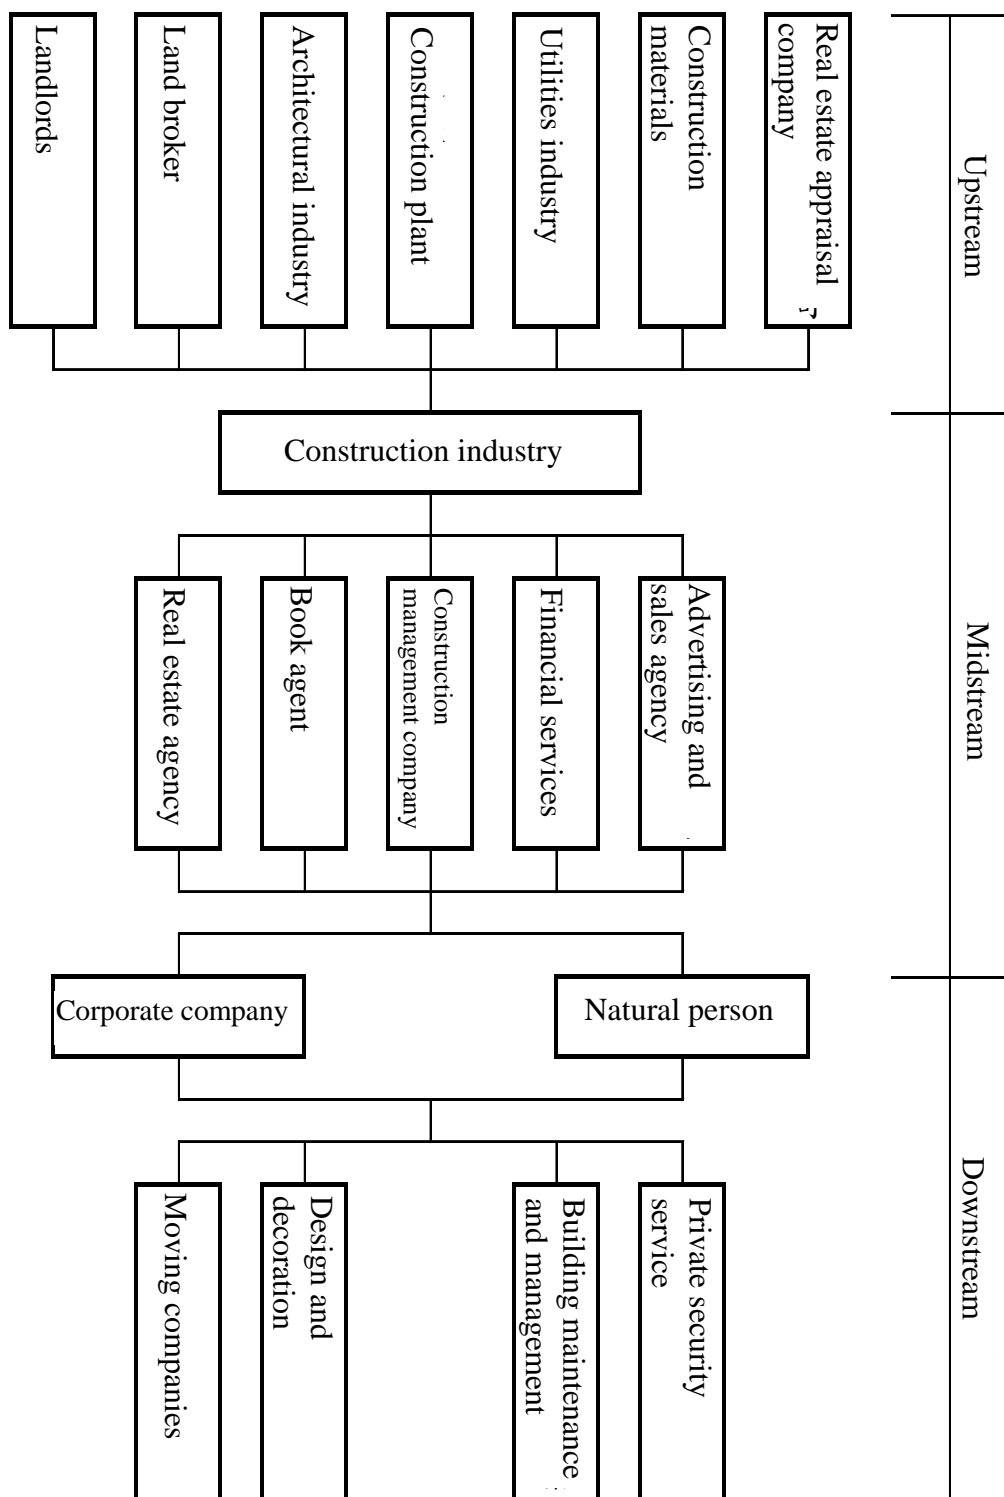 Landlords
Land broker
Architectural industry
Construction plant
Utilities industry
Construction
materials
Real estate appraisal
company
Upstream
Construction industry
Real estate agency
Book agent
Construction
management company
Financial services
Advertising and
sales agency
Midstream
Corporate company
Natural person
Moving companies
Design and
decoration
Building maintenance
and management
Private security
service
Downstream